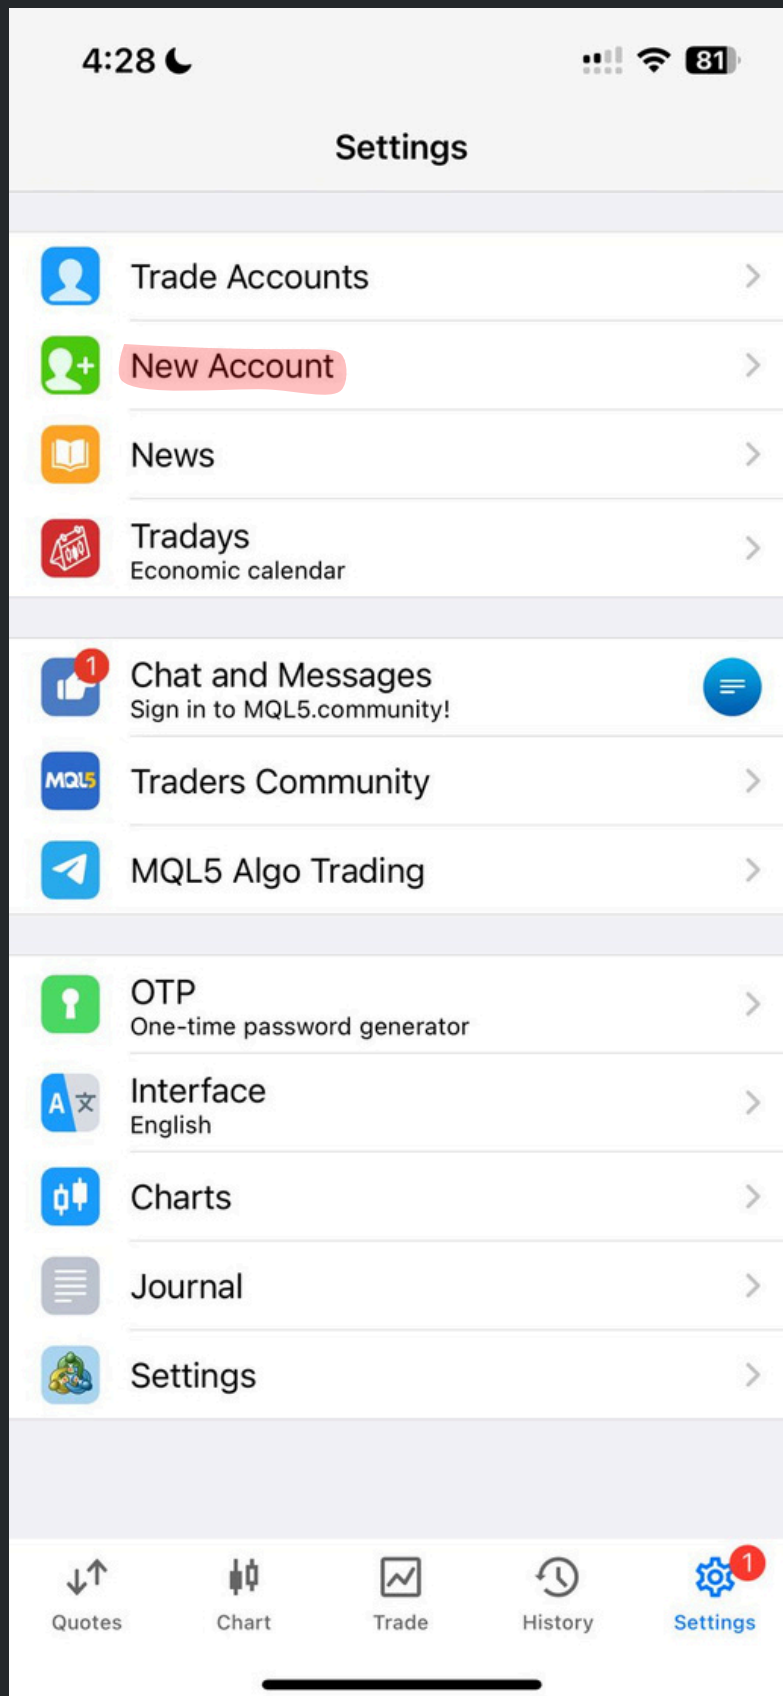 4:28
81
Settings
Trade Accounts
New Account
News
Tradays
Economic calendar
1
Chat and Messages
Sign in to MQL5.community!
MQL5
Traders Community
MQL5 Algo Trading
OTP
One-time password generator
A 文
Interface
English
Charts
Journal
Settings
1
Quotes
Chart
Trade
History
Settings